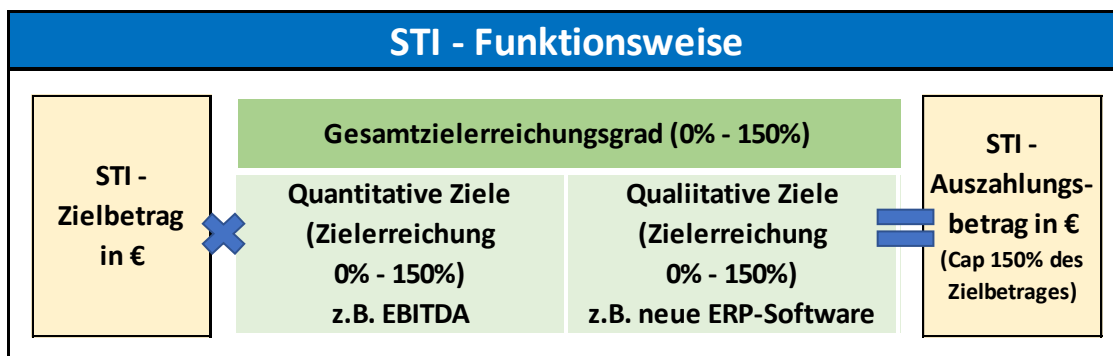 STI - Funktionsweise
STI -
Zielbetrag
in €
Gesamtzielerreichungsgrad (0% - 150%)
Quantitative Ziele
(Zielerreichung
0% - 150%)
z.B. EBITDA
Qualiitative Ziele
(Zielerreichung
0% - 150%)
z.B. neue ERP-Software
STI -
Auszahlungs-
betrag in €
(Cap 150% des
Zielbetrages)